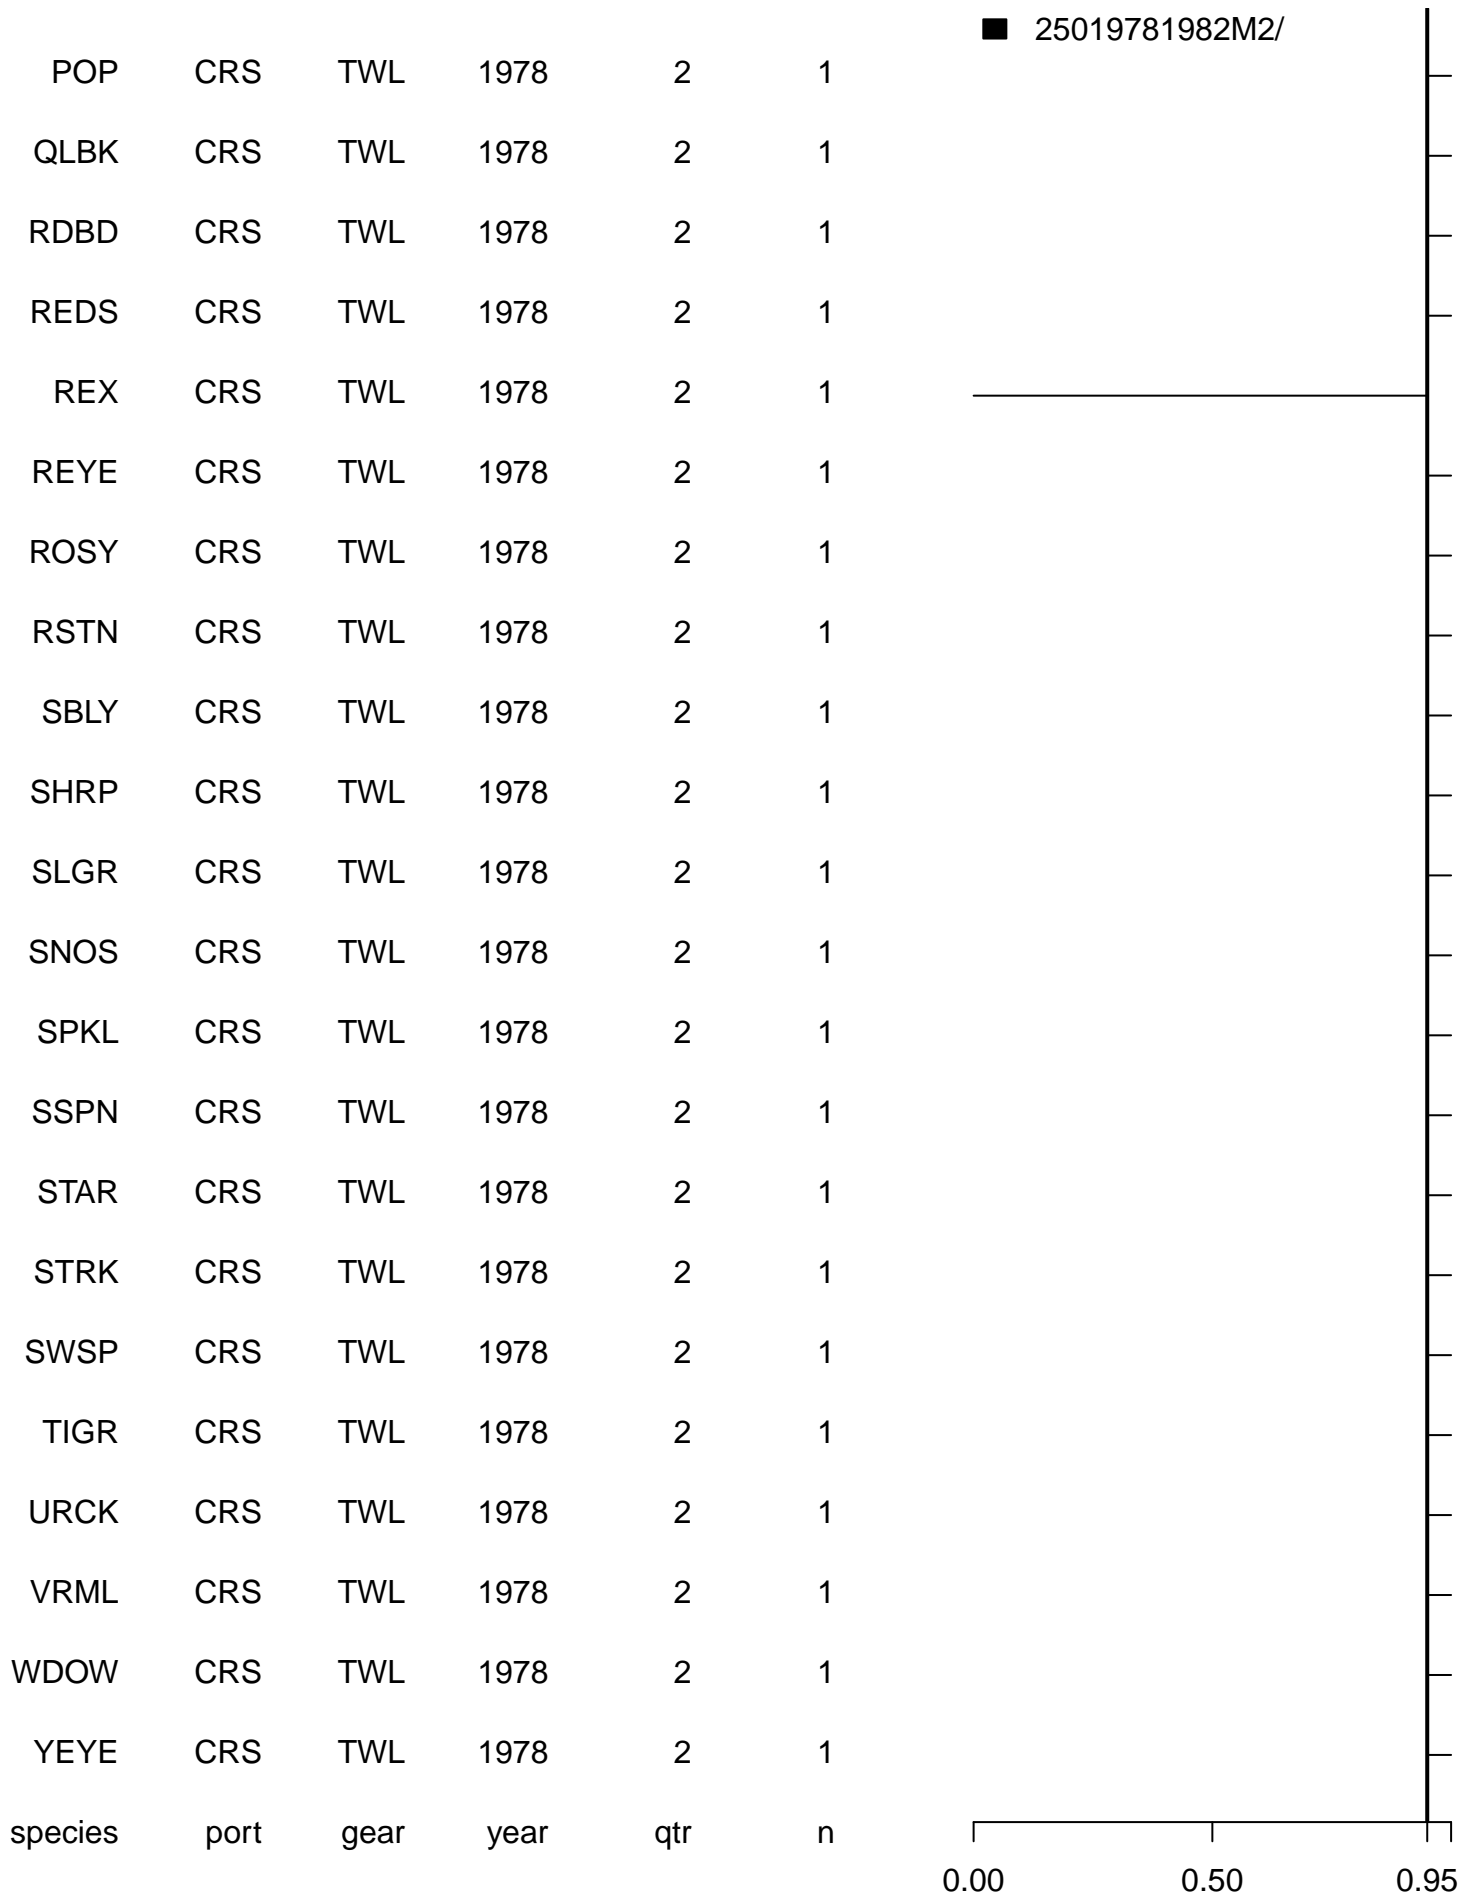 25019781982M2/
POP CRS TWL 1978 2 1
QLBK CRS TWL 1978 2 1
RDBD CRS TWL 1978 2 1
REDS CRS TWL 1978 2 1
REX CRS TWL 1978 2 1
REYE CRS TWL 1978 2 1
ROSY CRS TWL 1978 2 1
RSTN CRS TWL 1978 2 1
SBLY CRS TWL 1978 2 1
SHRP CRS TWL 1978 2 1
SLGR CRS TWL 1978 2 1
SNOS CRS TWL 1978 2 1
SPKL CRS TWL 1978 2 1
SSPN CRS TWL 1978 2 1
STAR CRS TWL 1978 2 1
STRK CRS TWL 1978 2 1
SWSP CRS TWL 1978 2 1
TIGR CRS TWL 1978 2 1
URCK CRS TWL 1978 2 1
VRML CRS TWL 1978 2 1
WDOW CRS TWL 1978 2 1
YEYE CRS TWL 1978 2 1
species port gear year qtr n
0.00 0.50 0.95